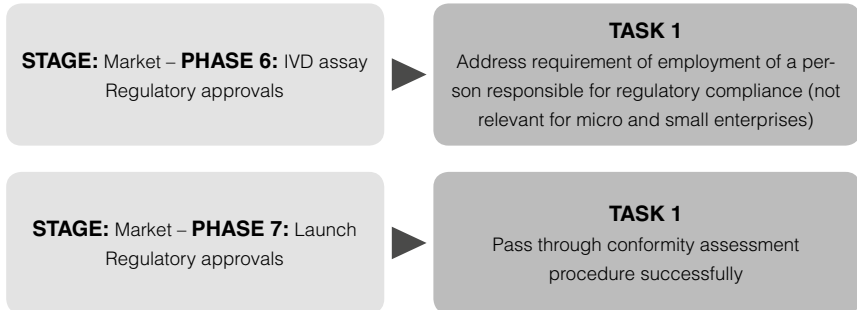 STAGE: Market – PHASE 6: IVD assay
Regulatory approvals
TASK 1
Address requirement of employment of a per-
son responsible for regulatory compliance (not
relevant for micro and small enterprises)
STAGE: Market – PHASE 7: Launch
Regulatory approvals
TASK 1
Pass through conformity assessment
procedure successfully